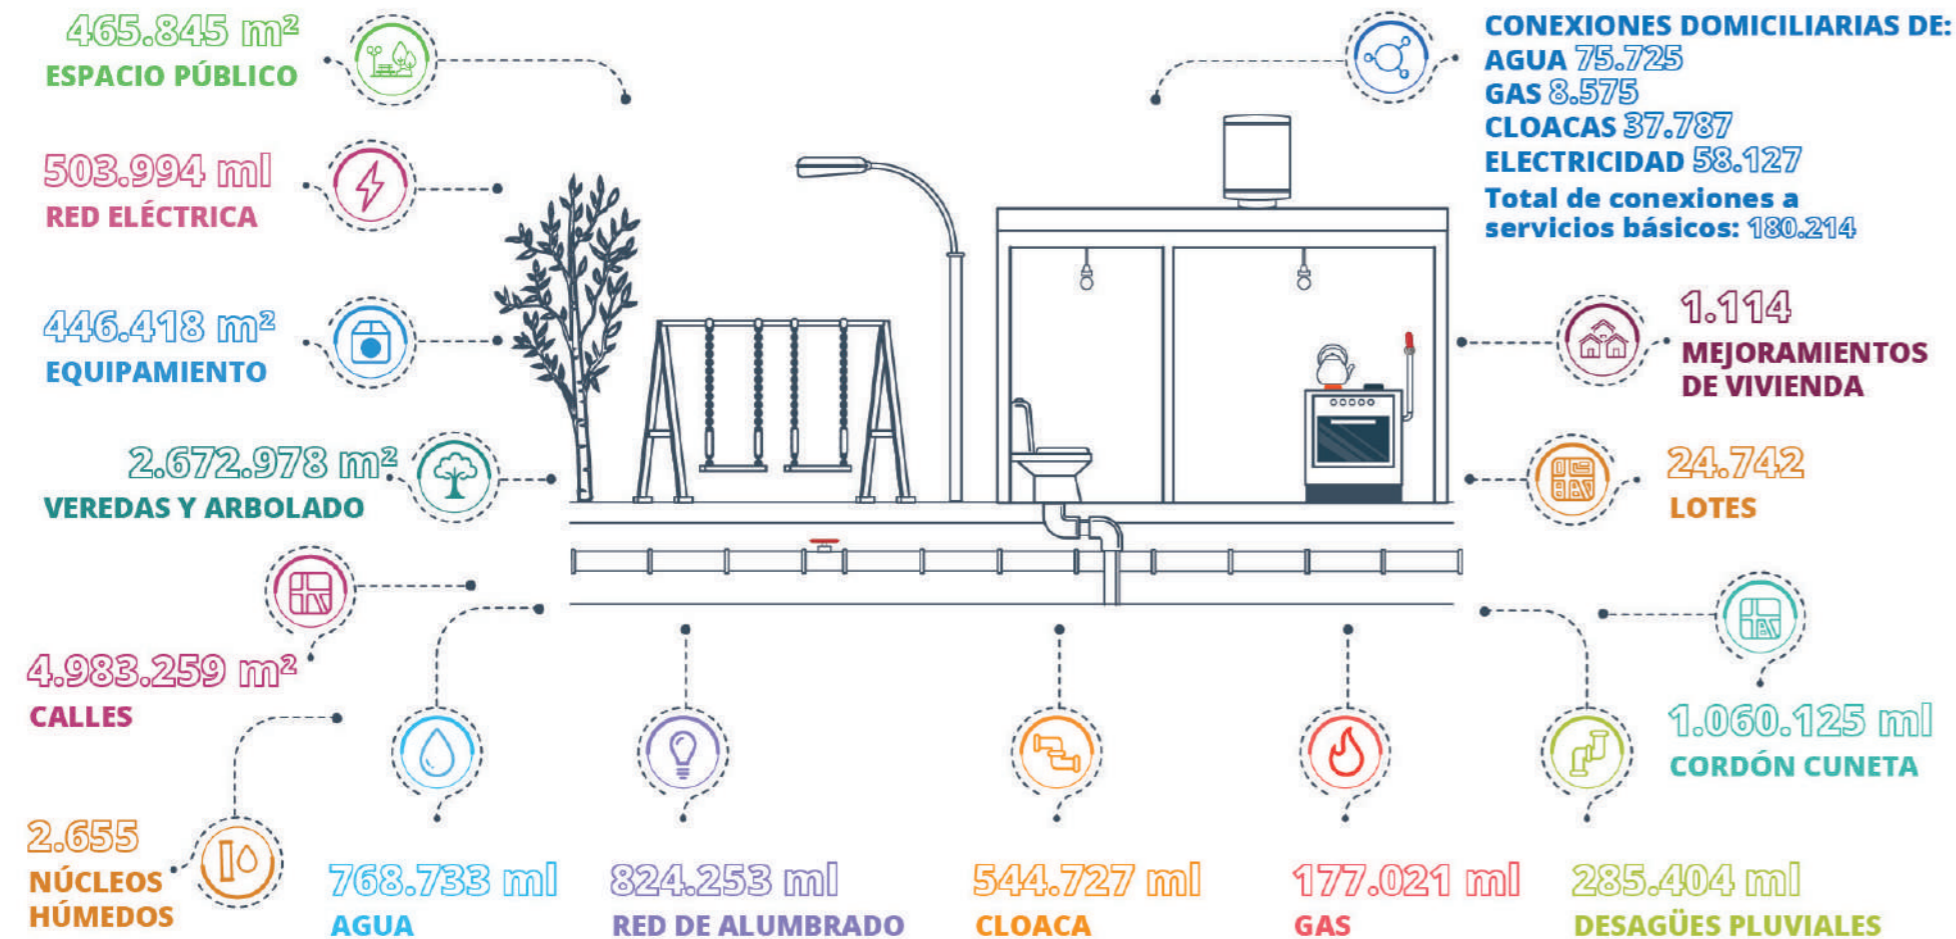 465.845 m²
ESPACIO PÚBLICO
503.994 ml
RED ELÉCTRICA
446.418 m²
EQUIPAMIENTO
2.672.978 m²
VEREDAS Y ARBOLADO
4.983.259 m²
CALLES
2.655
NÚCLEOS
HÚMEDOS
768.733 ml
AGUA
824.253 ml
RED DE ALUMBRADO
544.727 ml
CLOACA
177.021 ml
GAS
285.404 ml
DESAGÜES PLUVIALES
CONEXIONES DOMICILIARIAS DE:
AGUA 75.725
GAS 8.575
CLOACAS 37.787
ELECTRICIDAD 58.127
Total de conexiones a
servicios básicos: 180.214
1.114
MEJORAMIENTOS
DE VIVIENDA
24.742
LOTES
1.060.125 ml
CORDÓN CUNETA